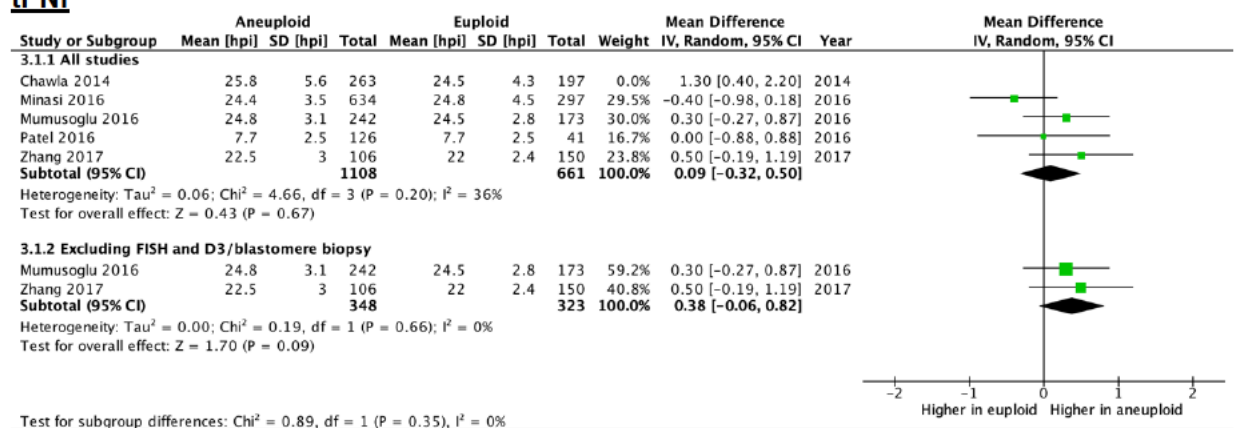 tPNf
Aneuploid Euploid Mean Difference Mean Difference
Study or Subgroup Mean [hpi] SD [hpi] Total Mean [hpi] SD [hpi] Total Weight IV, Random, 95% CI Year IV, Random, 95% CI
3.1.1 All studies
Chawla 2014 25.8 5.6 263 24.5 4.3 197 0.0% 1.30 [0.40, 2.20] 2014
Minasi 2016 24.4 3.5 634 24.8 4.5 297 29.5% −0.40 [−0.98, 0.18] 2016
Mumusoglu 2016 24.8 3.1 242 24.5 2.8 173 30.0% 0.30 [−0.27, 0.87] 2016
Patel 2016 7.7 2.5 126 7.7 2.5 41 16.7% 0.00 [−0.88, 0.88] 2016
Zhang 2017 22.5 3 106 22 2.4 150 23.8% 0.50 [−0.19, 1.19] 2017
Subtotal (95% CI) 1108 661 100.0% 0.09 [−0.32, 0.50]
Heterogeneity: Tau² = 0.06; Chi² = 4.66, df = 3 (P = 0.20); I² = 36%
Test for overall effect: Z = 0.43 (P = 0.67)
3.1.2 Excluding FISH and D3/blastomere biopsy
Mumusoglu 2016 24.8 3.1 242 24.5 2.8 173 59.2% 0.30 [−0.27, 0.87] 2016
Zhang 2017 22.5 3 106 22 2.4 150 40.8% 0.50 [−0.19, 1.19] 2017
Subtotal (95% CI) 348 323 100.0% 0.38 [−0.06, 0.82]
Heterogeneity: Tau² = 0.00; Chi² = 0.19, df = 1 (P = 0.66); I² = 0%
Test for overall effect: Z = 1.70 (P = 0.09)
−2 −1 0 1 2
Higher in euploid Higher in aneuploid
Test for subgroup differences: Chi² = 0.89, df = 1 (P = 0.35), I² = 0%